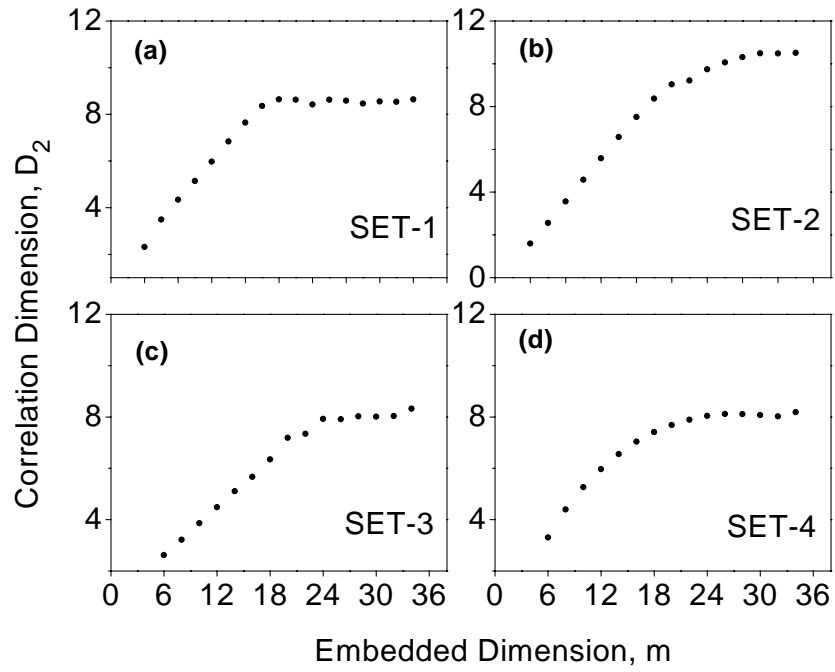 12
(a)
8
4
SET-1
12
(b)
8
4
0
SET-2
Correlation Dimension, D2
12
(c)
8
4
SET-3
0 6 12 18 24 30 36
12
(d)
8
4
SET-4
0 6 12 18 24 30 36
Embedded Dimension, m